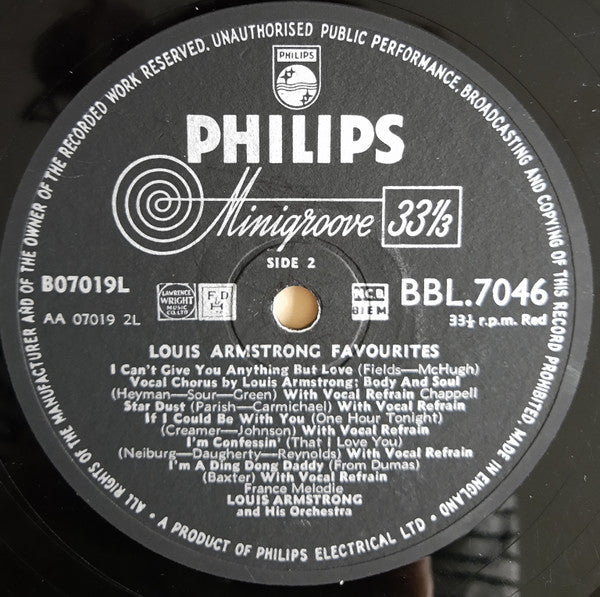 ALL RIGHTS OF THE MANUFACTURER AND OF THE OWNER OF THE RECORDED WORK RESERVED. UNAUTHORISED PUBLIC PERFORMANCE, BROADCASTING AND COPYING OF THIS RECORD PROHIBITED. MADE IN ENGLAND •
PHILIPS
PHILIPS
Minigroove 33⅓
SIDE 2
B07019L
LAWRENCE WRIGHT MUSIC CO. LTD
N.C.B.
BIEM
BBL.7046
AA 07019 2L
33⅓ r.p.m. Red
LOUIS ARMSTRONG FAVOURITES
I Can't Give You Anything But Love (Fields—McHugh)
Vocal Chorus by Louis Armstrong; Body And Soul
(Heyman—Sour—Green) With Vocal Refrain Chappell
Star Dust (Parish—Carmichael) With Vocal Refrain
If I Could Be With You (One Hour Tonight)
(Creamer—Johnson) With Vocal Refrain
I'm Confessin' (That I Love You)
(Neiburg—Daugherty—Reynolds) With Vocal Refrain
I'm A Ding Dong Daddy (From Dumas)
(Baxter) With Vocal Refrain
France Melodie
LOUIS ARMSTRONG
and His Orchestra
• A PRODUCT OF PHILIPS ELECTRICAL LTD •